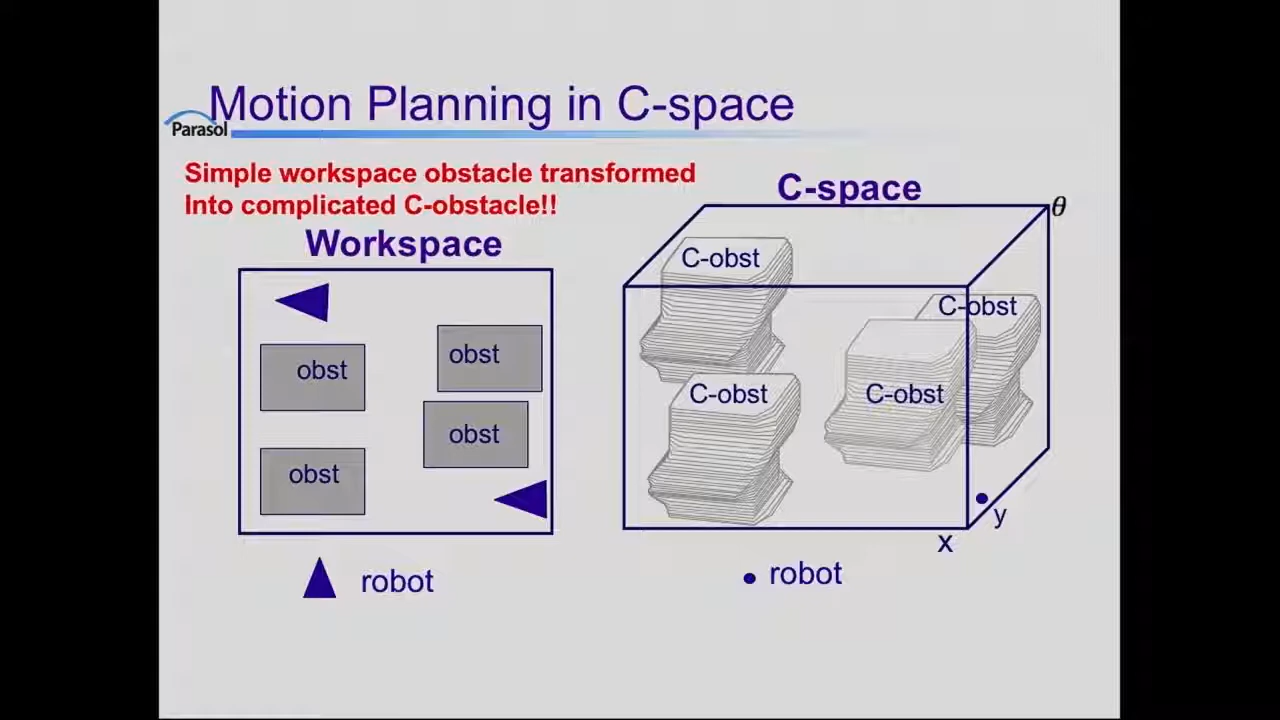 Motion Planning in C-space
Parasol
Simple workspace obstacle transformed
Into complicated C-obstacle!!
Workspace
obst
obst
obst
obst
robot
C-space
θ
C-obst
C-obst
C-obst
C-obst
y
x
robot